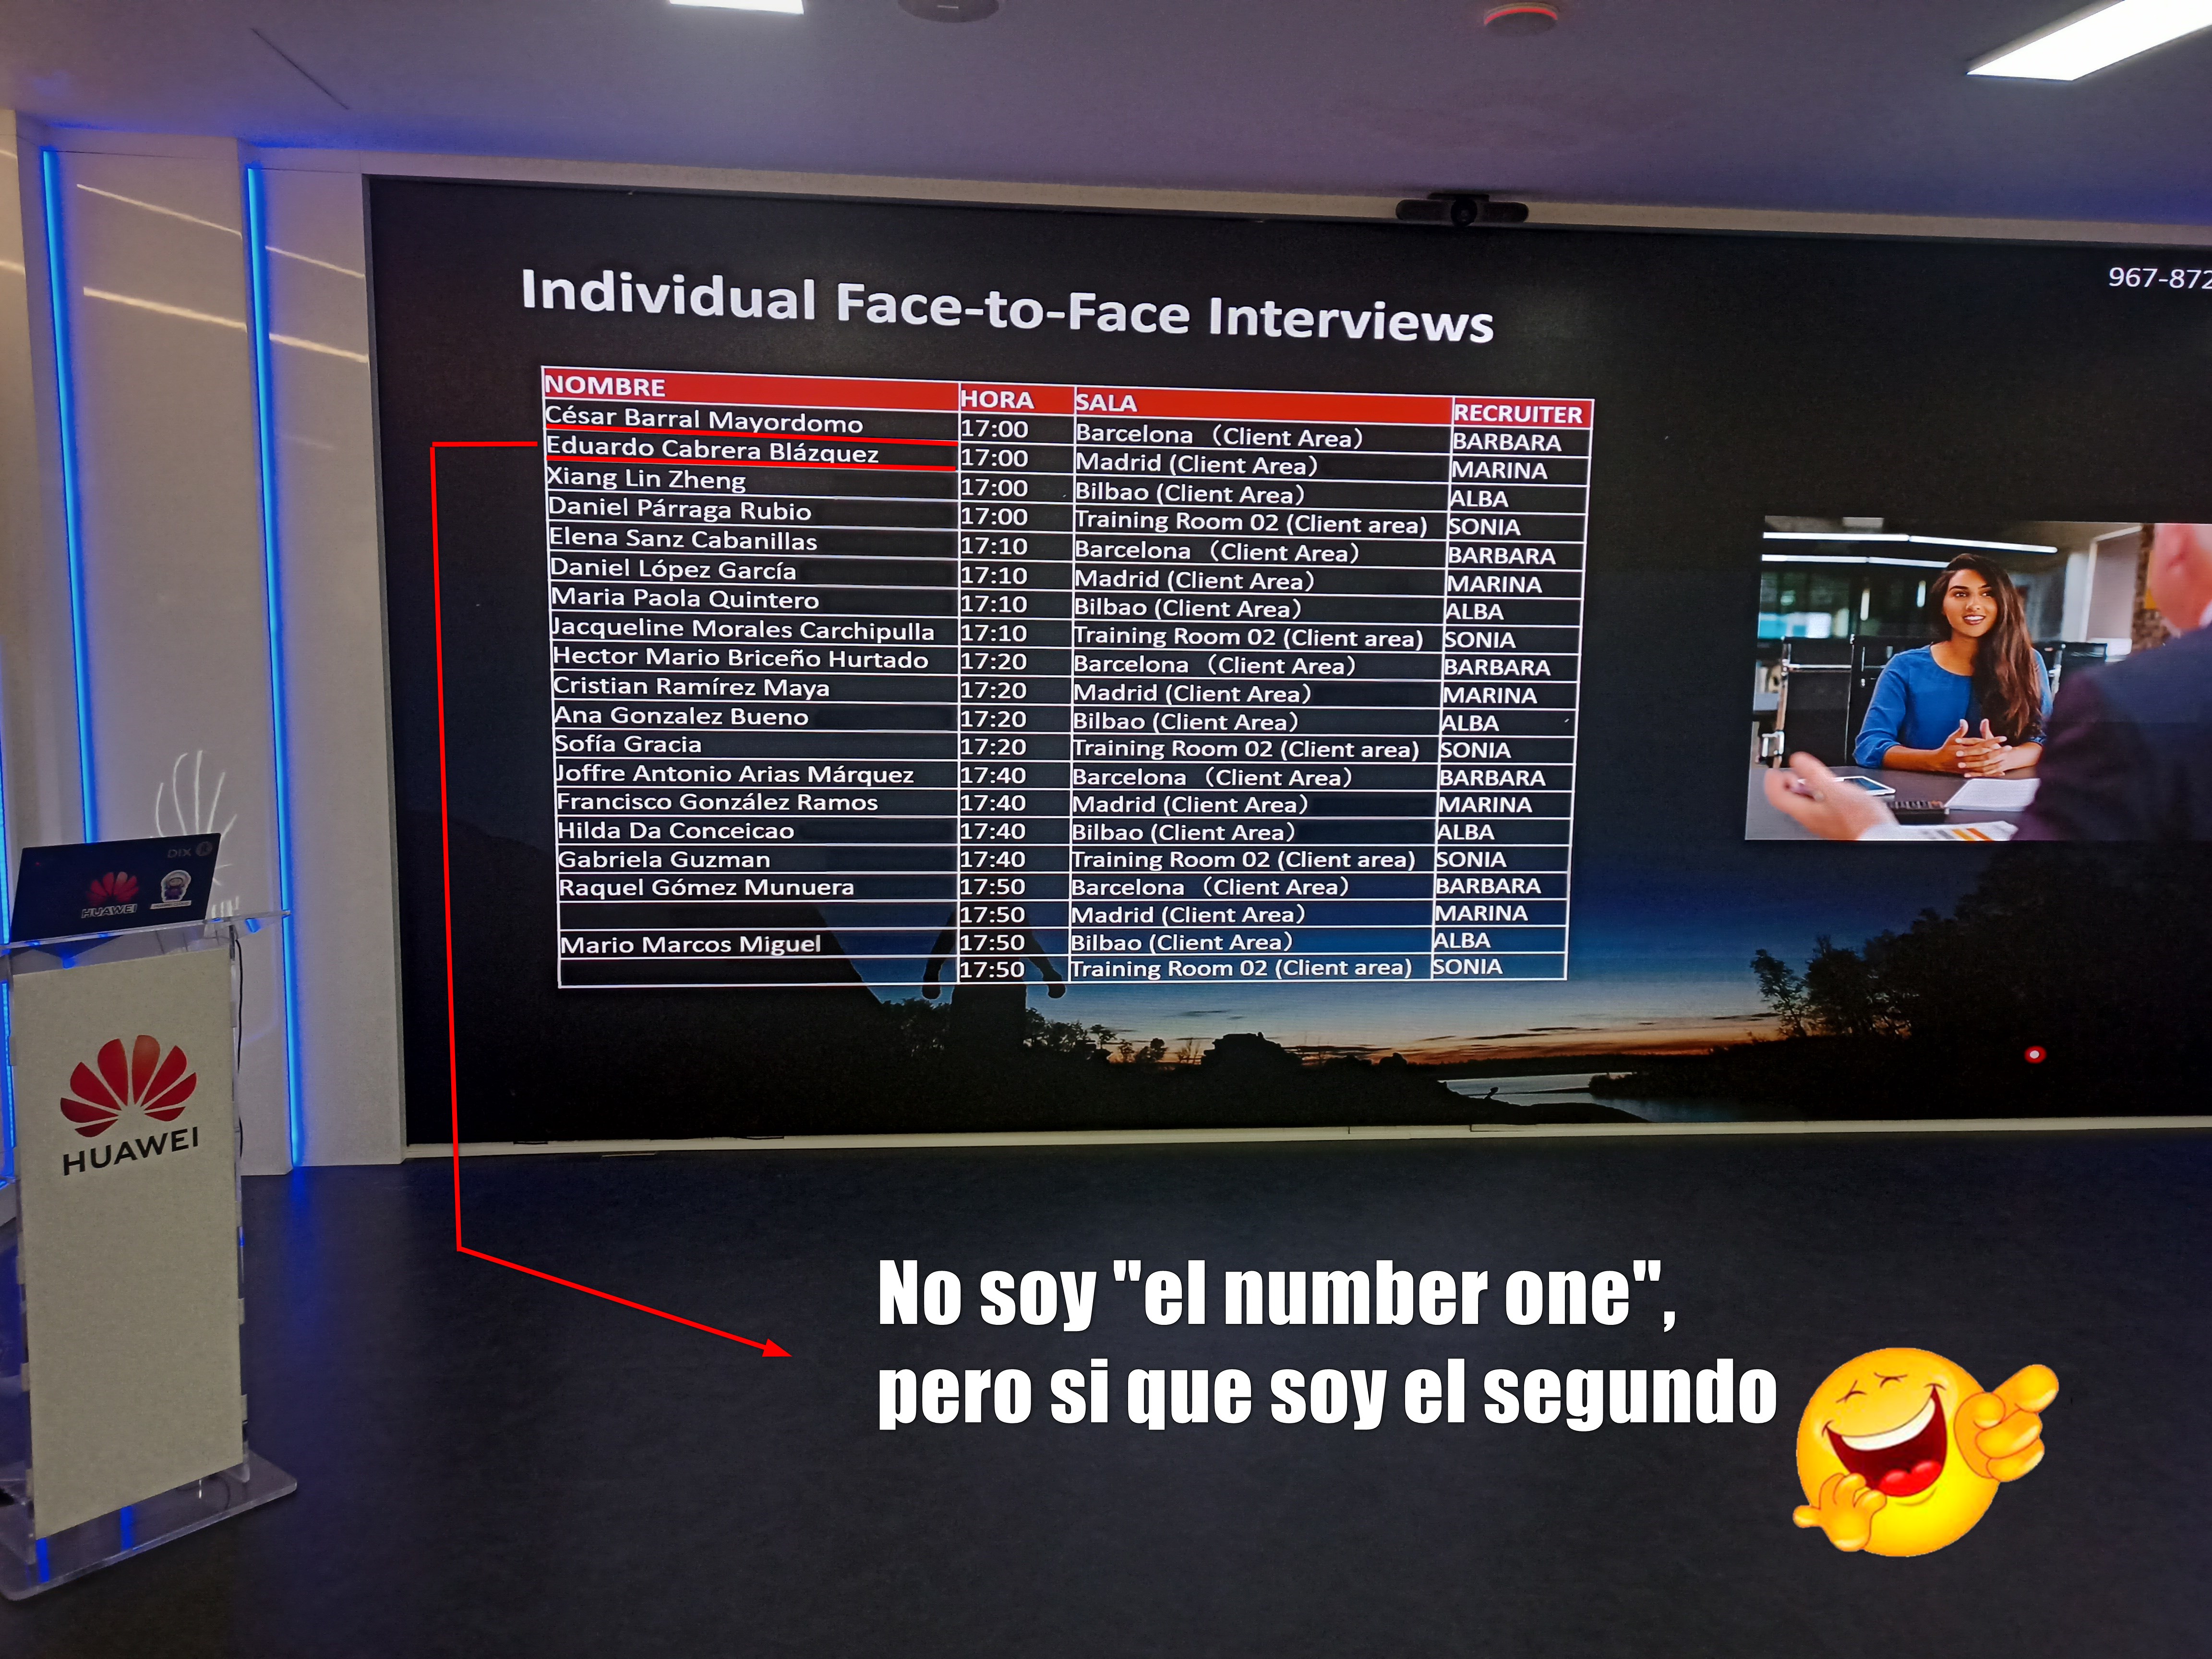 967-872
Individual Face-to-Face Interviews
NOMBRE HORA SALA RECRUITER
César Barral Mayordomo 17:00 Barcelona （Client Area） BARBARA
Eduardo Cabrera Blázquez 17:00 Madrid (Client Area） MARINA
Xiang Lin Zheng 17:00 Bilbao (Client Area） ALBA
Daniel Párraga Rubio 17:00 Training Room 02 (Client area) SONIA
Elena Sanz Cabanillas 17:10 Barcelona （Client Area） BARBARA
Daniel López García 17:10 Madrid (Client Area） MARINA
Maria Paola Quintero 17:10 Bilbao (Client Area） ALBA
Jacqueline Morales Carchipulla 17:10 Training Room 02 (Client area) SONIA
Hector Mario Briceño Hurtado 17:20 Barcelona （Client Area） BARBARA
Cristian Ramírez Maya 17:20 Madrid (Client Area） MARINA
Ana Gonzalez Bueno 17:20 Bilbao (Client Area） ALBA
Sofía Gracia 17:20 Training Room 02 (Client area) SONIA
Joffre Antonio Arias Márquez 17:40 Barcelona （Client Area） BARBARA
Francisco González Ramos 17:40 Madrid (Client Area） MARINA
Hilda Da Conceicao 17:40 Bilbao (Client Area） ALBA
Gabriela Guzman 17:40 Training Room 02 (Client area) SONIA
Raquel Gómez Munuera 17:50 Barcelona （Client Area） BARBARA
17:50 Madrid (Client Area） MARINA
Mario Marcos Miguel 17:50 Bilbao (Client Area） ALBA
17:50 Training Room 02 (Client area) SONIA
DIX
HUAWEI
HUAWEI
No soy "el number one",
pero si que soy el segundo